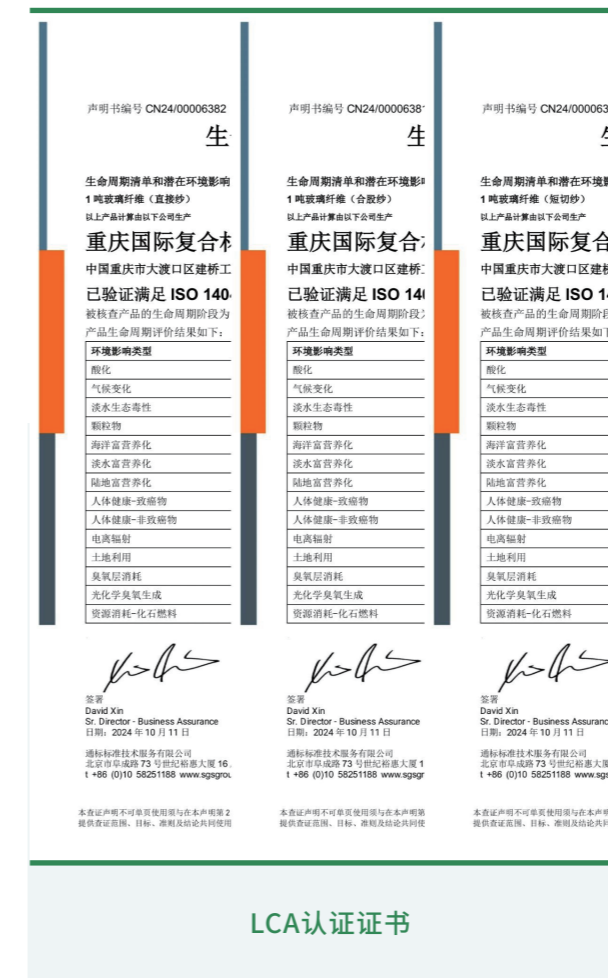 声明书编号 CN24/00006382
生
生命周期清单和潜在环境影响
1 吨玻璃纤维（直接纱）
以上产品计算由以下公司生产
重庆国际复合材
中国重庆市大渡口区建桥工
已验证满足 ISO 140
被核查产品的生命周期阶段为
产品生命周期评价结果如下：
环境影响类型
酸化
气候变化
淡水生态毒性
颗粒物
海洋富营养化
淡水富营养化
陆地富营养化
人体健康-致癌物
人体健康-非致癌物
电离辐射
土地利用
臭氧层消耗
光化学臭氧生成
资源消耗-化石燃料
签署
David Xin
Sr. Director - Business Assurance
日期：2024 年 10 月 11 日
通标标准技术服务有限公司
北京市阜成路 73 号世纪裕惠大厦 16
t +86 (0)10 58251188 www.sgsgrou
本查证声明不可单页使用须与在本声明第 2
提供查证范围、目标、准则及结论共同使用
声明书编号 CN24/0000638
生
生命周期清单和潜在环境影
1 吨玻璃纤维（合股纱）
以上产品计算由以下公司生产
重庆国际复合
中国重庆市大渡口区建桥
已验证满足 ISO 140
被核查产品的生命周期阶段
产品生命周期评价结果如下：
环境影响类型
酸化
气候变化
淡水生态毒性
颗粒物
海洋富营养化
淡水富营养化
陆地富营养化
人体健康-致癌物
人体健康-非致癌物
电离辐射
土地利用
臭氧层消耗
光化学臭氧生成
资源消耗-化石燃料
签署
David Xin
Sr. Director - Business Assurance
日期：2024 年 10 月 11 日
通标标准技术服务有限公司
北京市阜成路 73 号世纪裕惠大厦 1
t +86 (0)10 58251188 www.sgsgr
本查证声明不可单页使用须与在本声明第
提供查证范围、目标、准则及结论共同使
声明书编号 CN24/000063
生命周期清单和潜在环境
1 吨玻璃纤维（短切纱）
以上产品计算由以下公司生产
重庆国际复合
中国重庆市大渡口区建桥
已验证满足 ISO 1
被核查产品的生命周期阶段
产品生命周期评价结果如下
环境影响类型
酸化
气候变化
淡水生态毒性
颗粒物
海洋富营养化
淡水富营养化
陆地富营养化
人体健康-致癌物
人体健康-非致癌物
电离辐射
土地利用
臭氧层消耗
光化学臭氧生成
资源消耗-化石燃料
签署
David Xin
Sr. Director - Business Assuranc
日期：2024 年 10 月 11 日
通标标准技术服务有限公司
北京市阜成路 73 号世纪裕惠大厦
t +86 (0)10 58251188 www.sgs
本查证声明不可单页使用须与在本声明
提供查证范围、目标、准则及结论共同
LCA认证证书